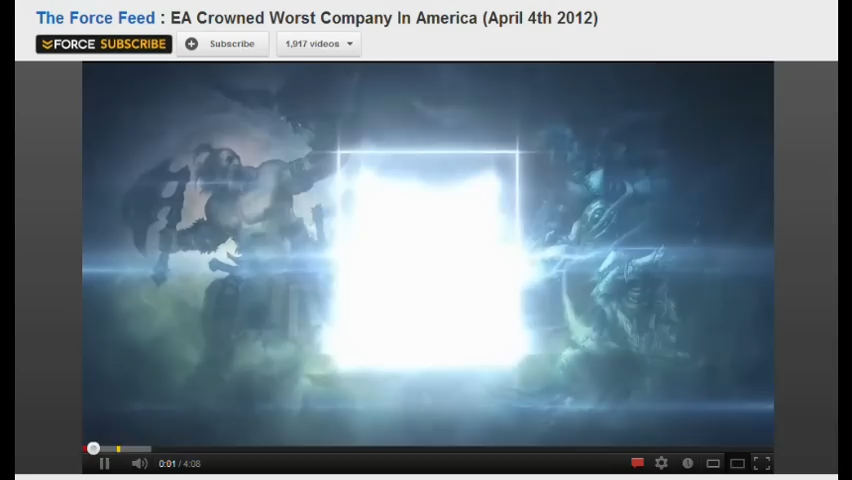 The Force Feed : EA Crowned Worst Company In America (April 4th 2012)
FORCE SUBSCRIBE Subscribe 1,917 videos
0:01 / 4:08